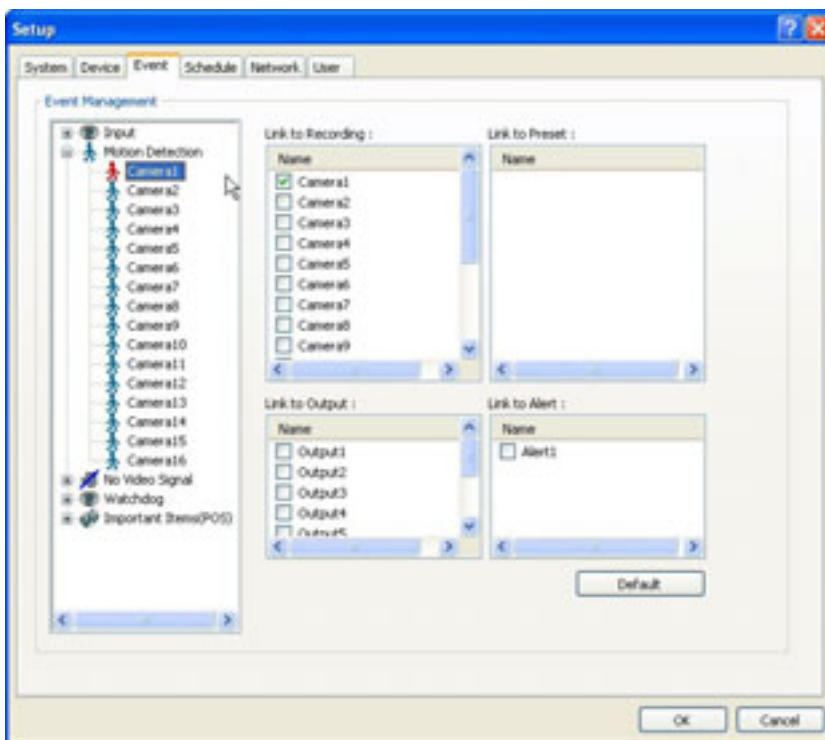 Setup
System Device Event Schedule Network User
Event Management
Input
Motion Detection
Camera1
Camera2
Camera3
Camera4
Camera5
Camera6
Camera7
Camera8
Camera9
Camera10
Camera11
Camera12
Camera13
Camera14
Camera15
Camera16
No Video Signal
Watchdog
Important Items(POS)
Link to Recording :
Name
Camera1
Camera2
Camera3
Camera4
Camera5
Camera6
Camera7
Camera8
Camera9
Link to Preset :
Name
Link to Output :
Name
Output1
Output2
Output3
Output4
Output5
Link to Alert :
Name
Alert1
Default
OK Cancel